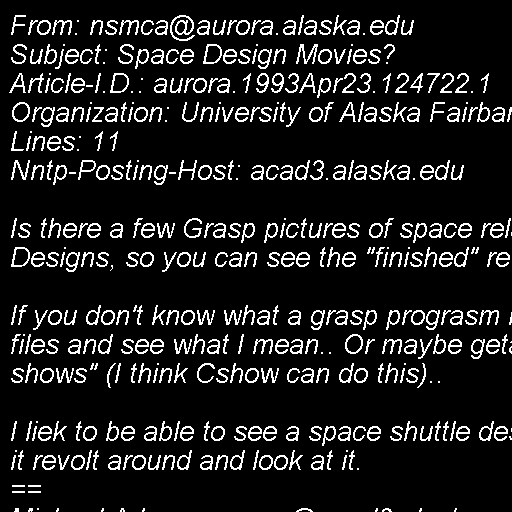 From: nsmca@aurora.alaska.edu
Subject: Space Design Movies?
Article-I.D.: aurora.1993Apr23.124722.1
Organization: University of Alaska Fairban
Lines: 11
Nntp-Posting-Host: acad3.alaska.edu
Is there a few Grasp pictures of space rel
Designs, so you can see the "finished" re
If you don't know what a grasp prograsm
files and see what I mean.. Or maybe geta
shows" (I think Cshow can do this)..
I liek to be able to see a space shuttle des
it revolt around and look at it.
==